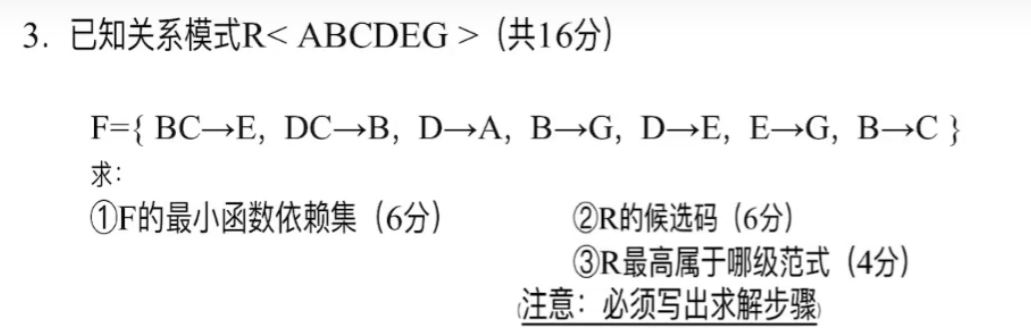 3. 已知关系模式R< ABCDEG > (共16分)
F={ BC→E, DC→B, D→A, B→G, D→E, E→G, B→C }
求：
①F的最小函数依赖集 (6分) ②R的候选码 (6分)
③R最高属于哪级范式 (4分)
(注意：必须写出求解步骤)